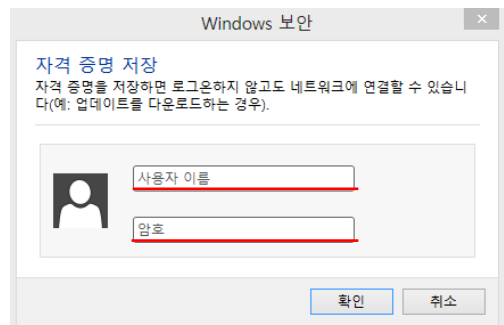 Windows 보안
자격 증명 저장
자격 증명을 저장하면 로그온하지 않고도 네트워크에 연결할 수 있습니
다(예: 업데이트를 다운로드하는 경우).
사용자 이름
암호
확인
취소